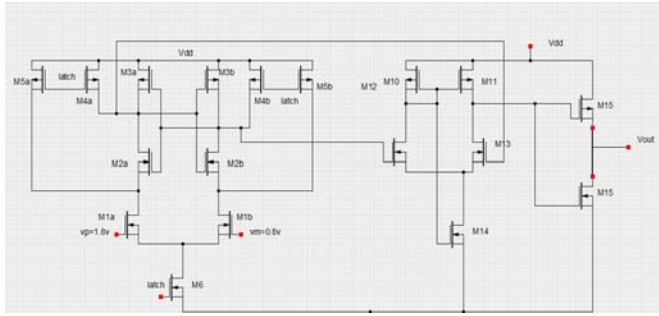 Vdd
Vdd
M5a
latch
M3a
M3b
M5b
M4a
M4b
latch
M12
M10
M11
M15
M2a
M2b
M13
Vout
M15
M1a
M1b
vp=1.8v
vm=0.6v
M14
latch
M6